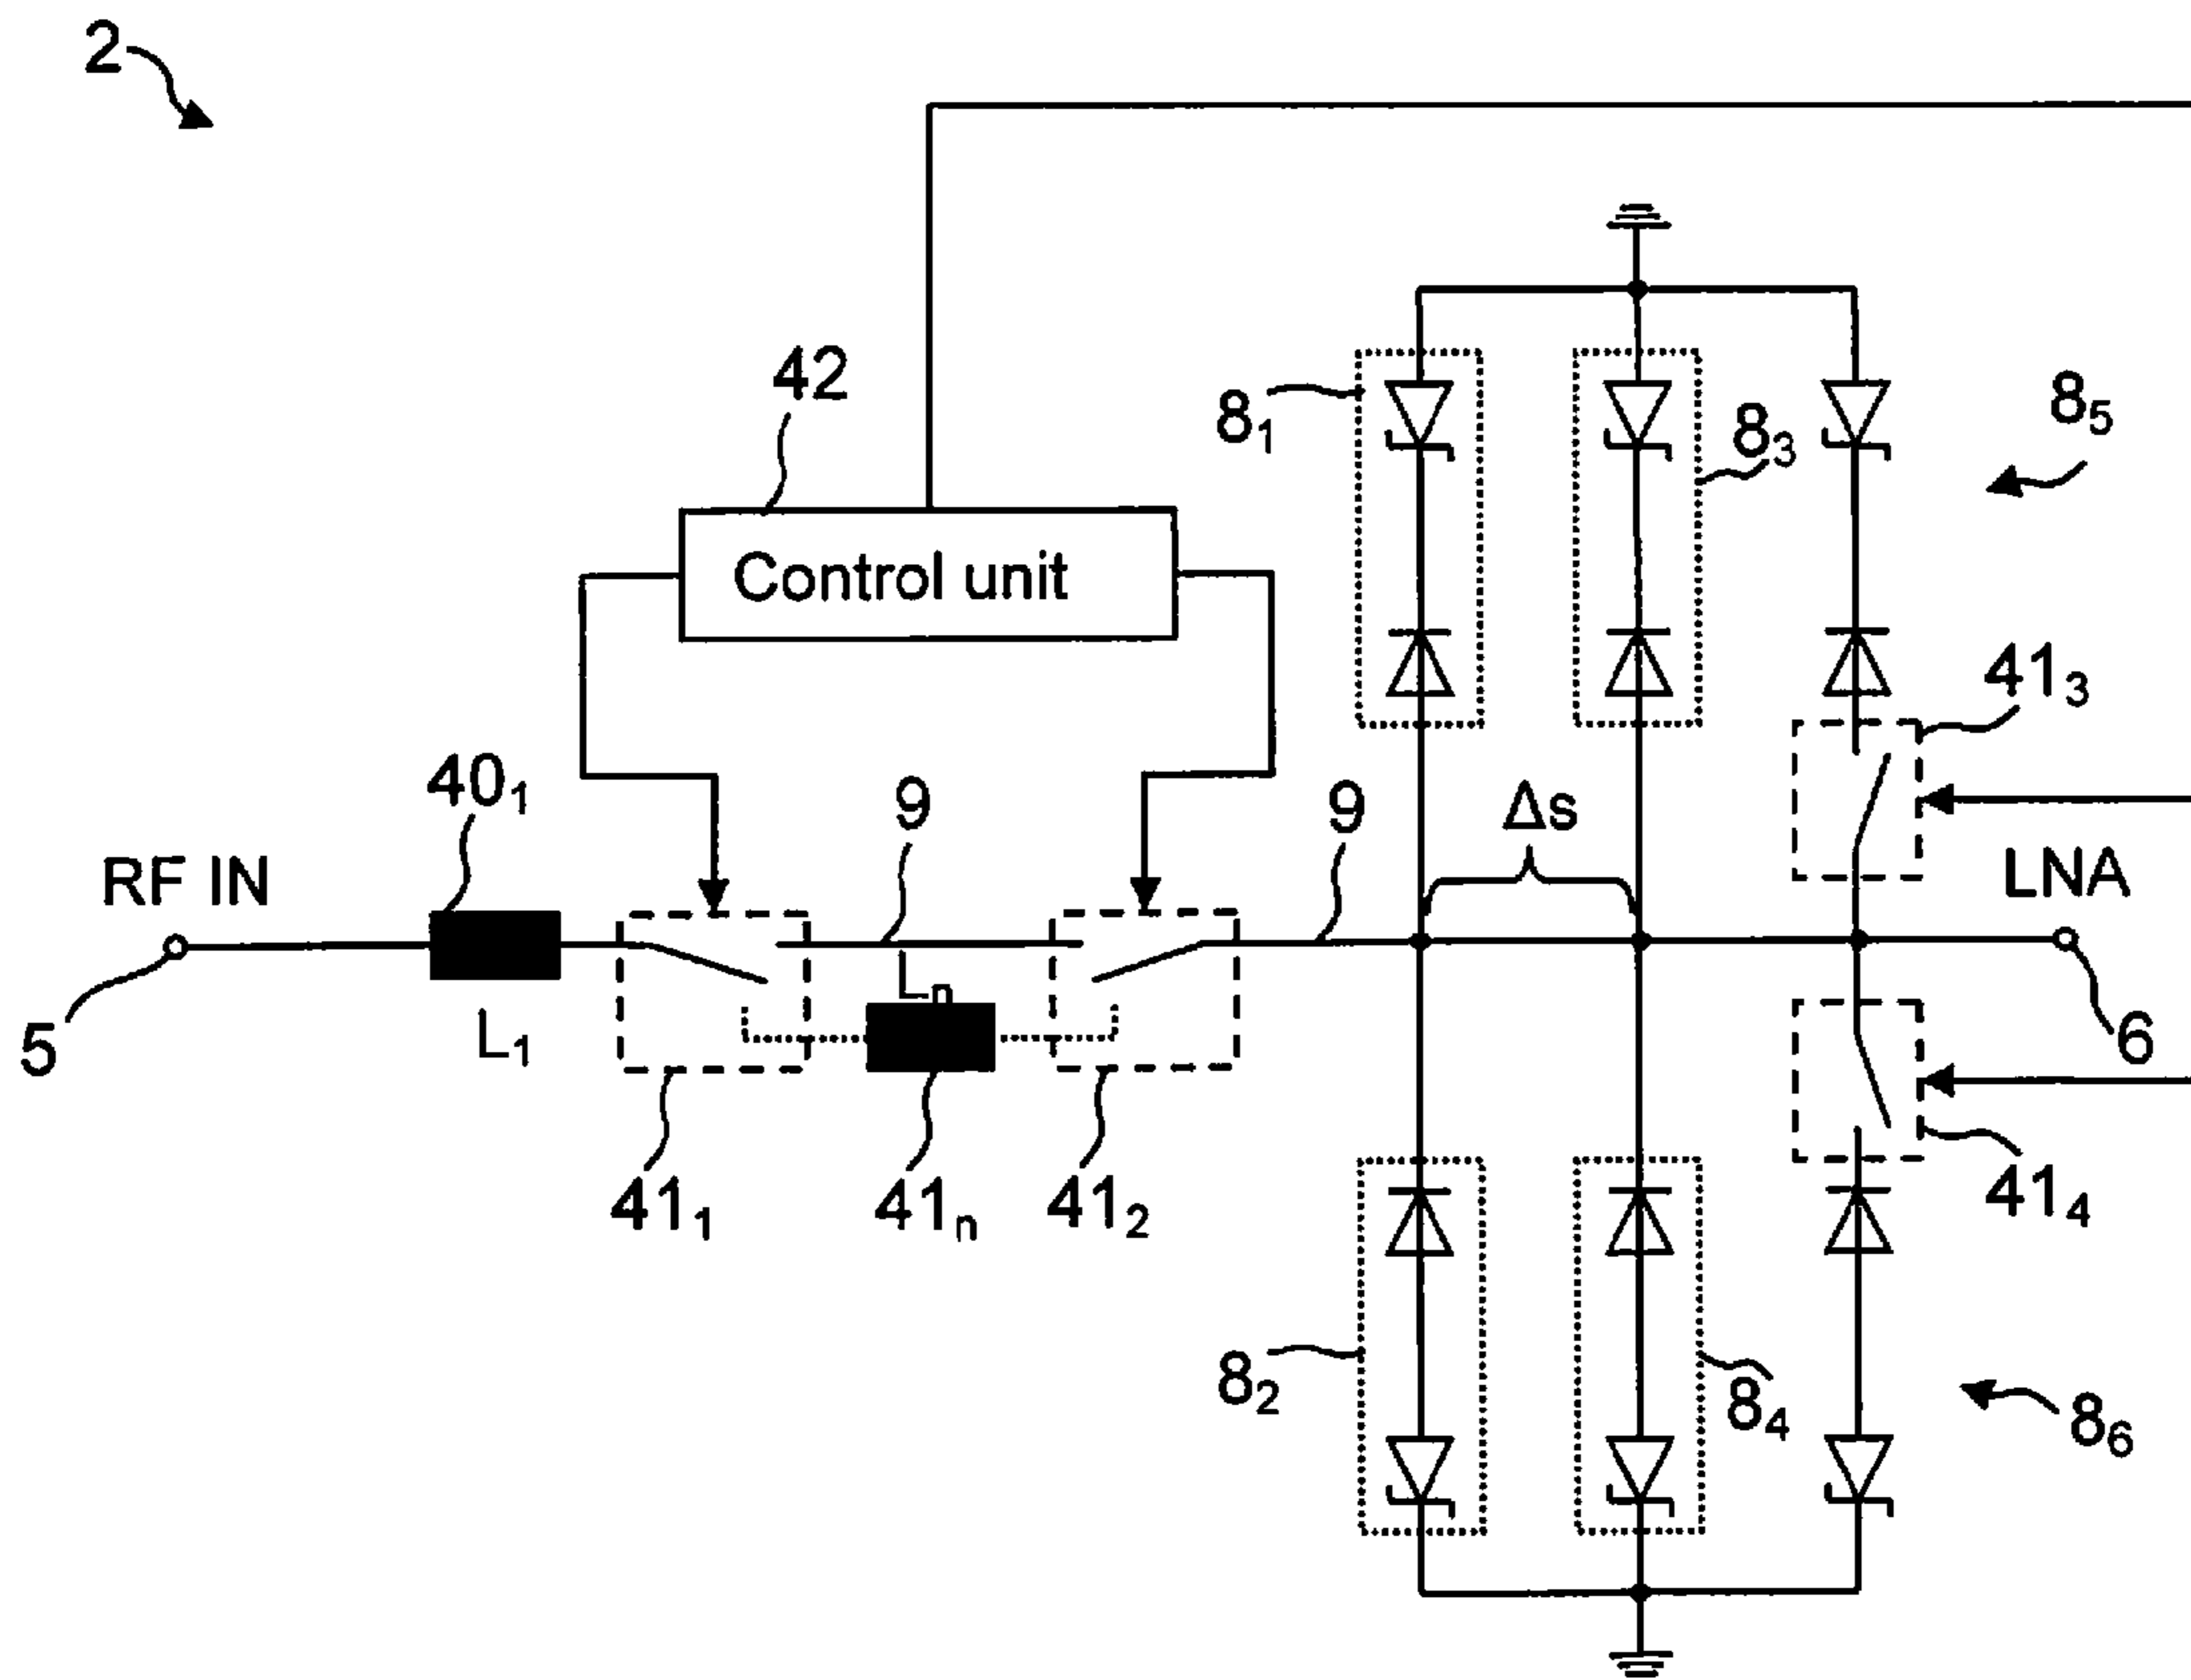 2
42
Control unit
8₁
8₃
8₅
41₃
40₁
9
9
Δs
RF IN
LNA
5
L₁
Lₙ
6
41₁
41ₙ
41₂
41₄
8₂
8₄
8₆